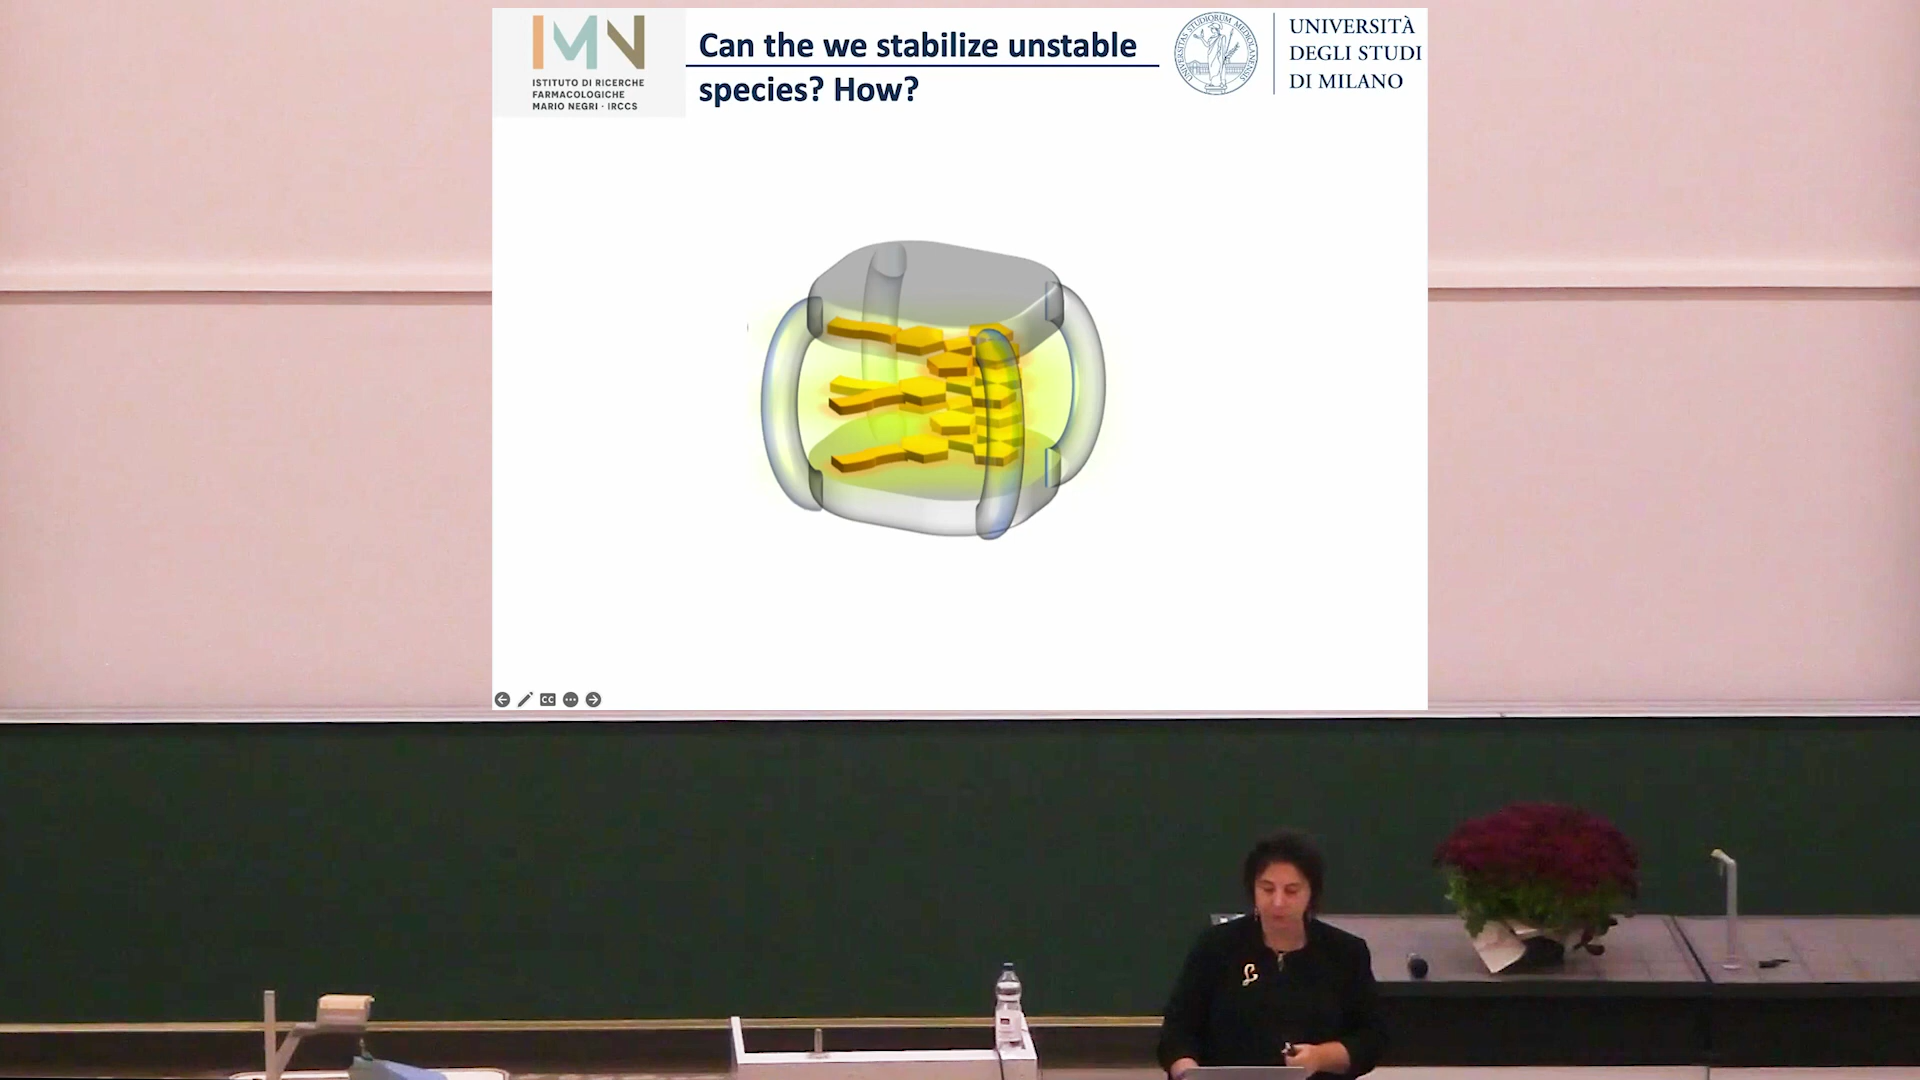 IMN
ISTITUTO DI RICERCHE
FARMACOLOGICHE
MARIO NEGRI · IRCCS
Can the we stabilize unstable
species? How?
UNIVERSITÀ
DEGLI STUDI
DI MILANO
CC